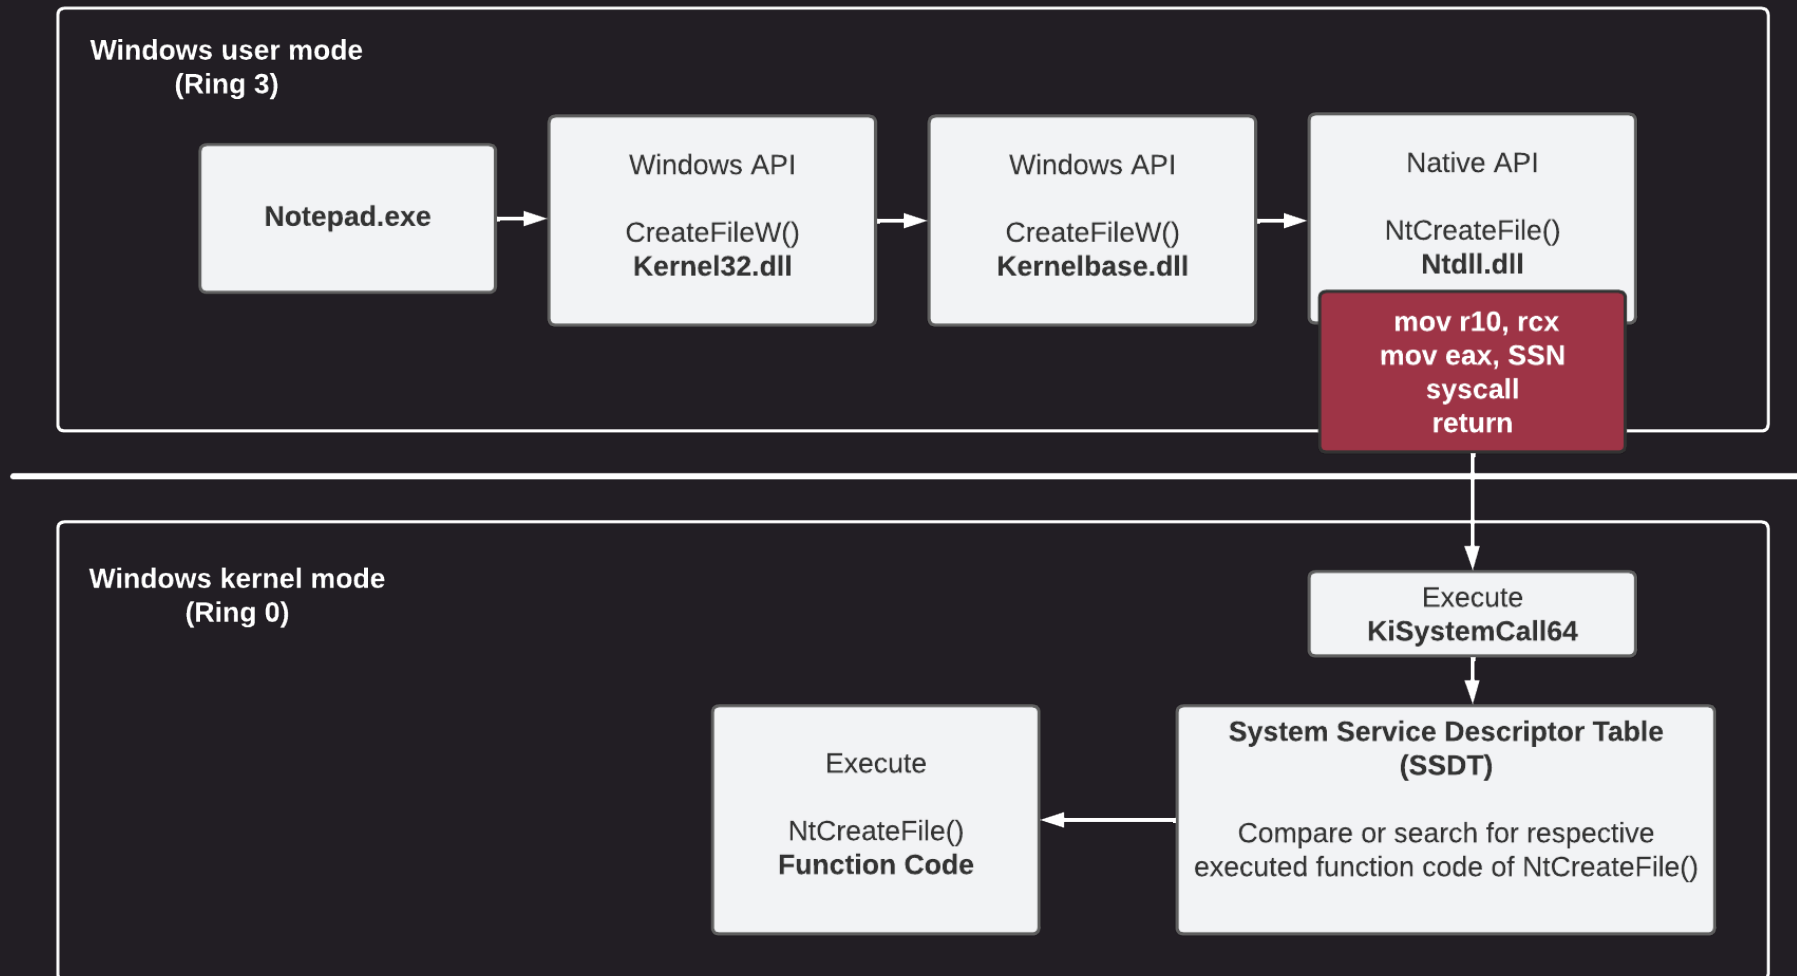 Windows user mode
(Ring 3)
Notepad.exe
Windows API
CreateFileW()
Kernel32.dll
Windows API
CreateFileW()
Kernelbase.dll
Native API
NtCreateFile()
Ntdll.dll
mov r10, rcx
mov eax, SSN
syscall
return
Windows kernel mode
(Ring 0)
Execute
KiSystemCall64
System Service Descriptor Table
(SSDT)
Compare or search for respective
executed function code of NtCreateFile()
Execute
NtCreateFile()
Function Code